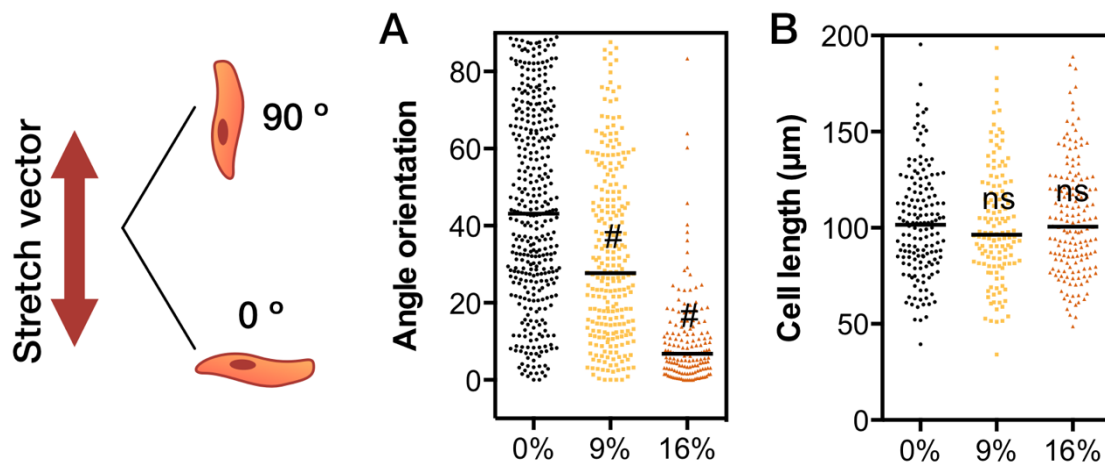 Stretch vector
90 º
0 º
A
Angle orientation
80
60
40
20
0
#
#
0%
9%
16%
B
Cell length (µm)
200
150
100
50
0
ns
ns
0%
9%
16%